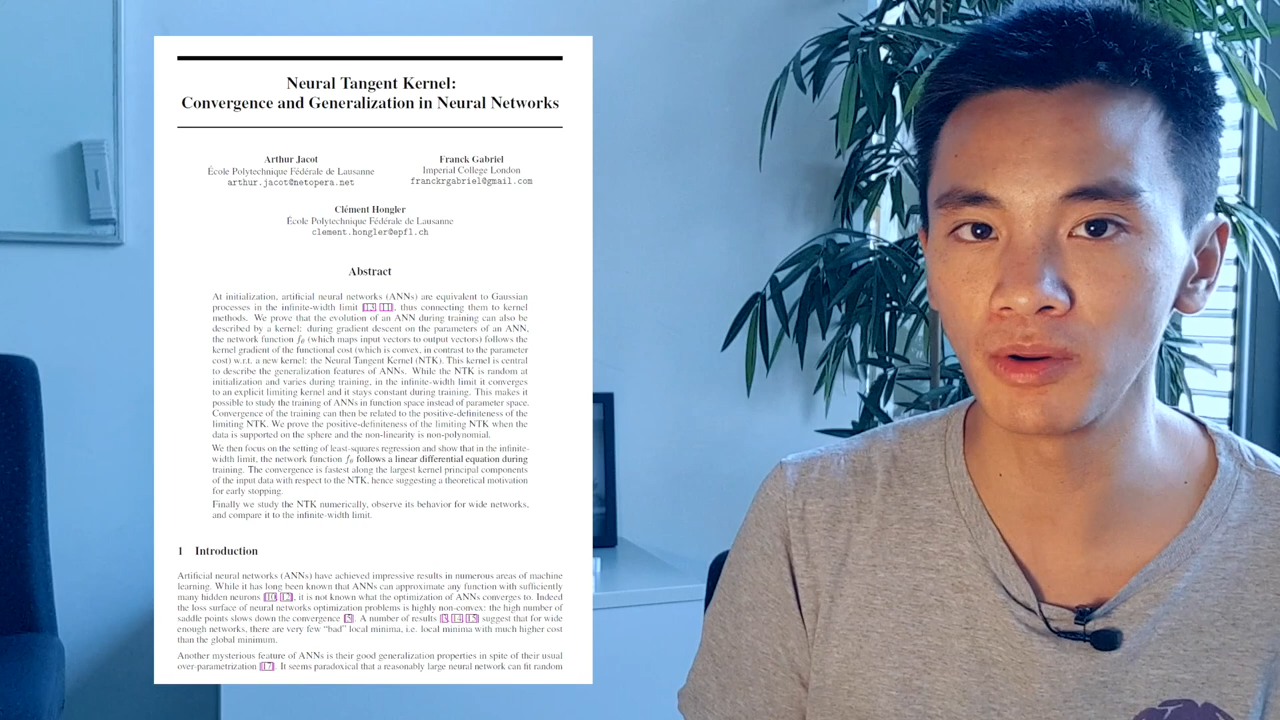 Neural Tangent Kernel:
Convergence and Generalization in Neural Networks
Arthur Jacot
École Polytechnique Fédérale de Lausanne
arthur.jacot@netopera.net
Franck Gabriel
Imperial College London
franckrgabriel@gmail.com
Clément Hongler
École Polytechnique Fédérale de Lausanne
clement.hongler@epfl.ch
Abstract
At initialization, artificial neural networks (ANNs) are equivalent to Gaussian
processes in the infinite-width limit [13, 11], thus connecting them to kernel
methods. We prove that the evolution of an ANN during training can also be
described by a kernel: during gradient descent on the parameters of an ANN,
the network function fθ (which maps input vectors to output vectors) follows the
kernel gradient of the functional cost (which is convex, in contrast to the parameter
cost) w.r.t. a new kernel: the Neural Tangent Kernel (NTK). This kernel is central
to describe the generalization features of ANNs. While the NTK is random at
initialization and varies during training, in the infinite-width limit it converges
to an explicit limiting kernel and it stays constant during training. This makes it
possible to study the training of ANNs in function space instead of parameter space.
Convergence of the training can then be related to the positive-definiteness of the
limiting NTK. We prove the positive-definiteness of the limiting NTK when the
data is supported on the sphere and the non-linearity is non-polynomial.
We then focus on the setting of least-squares regression and show that in the infinite-
width limit, the network function fθ follows a linear differential equation during
training. The convergence is fastest along the largest kernel principal components
of the input data with respect to the NTK, hence suggesting a theoretical motivation
for early stopping.
Finally we study the NTK numerically, observe its behavior for wide networks,
and compare it to the infinite-width limit.
1 Introduction
Artificial neural networks (ANNs) have achieved impressive results in numerous areas of machine
learning. While it has long been known that ANNs can approximate any function with sufficiently
many hidden neurons [10, 12], it is not known what the optimization of ANNs converges to. Indeed
the loss surface of neural networks optimization problems is highly non-convex: the high number of
saddle points slows down the convergence [5]. A number of results [3, 14, 15] suggest that for wide
enough networks, there are very few “bad” local minima, i.e. local minima with much higher cost
than the global minimum.
Another mysterious feature of ANNs is their good generalization properties in spite of their usual
over-parametrization [17]. It seems paradoxical that a reasonably large neural network can fit random